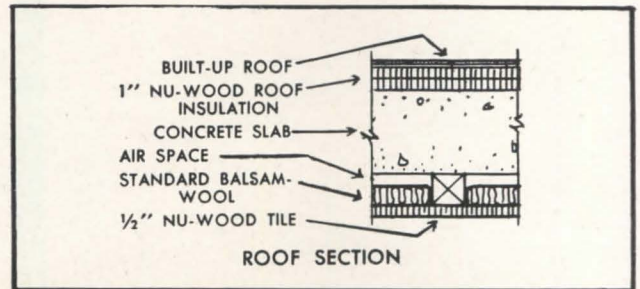 BUILT-UP ROOF
1" NU-WOOD ROOF
INSULATION
CONCRETE SLAB
AIR SPACE
STANDARD BALSAM-
WOOL
½" NU-WOOD TILE
ROOF SECTION